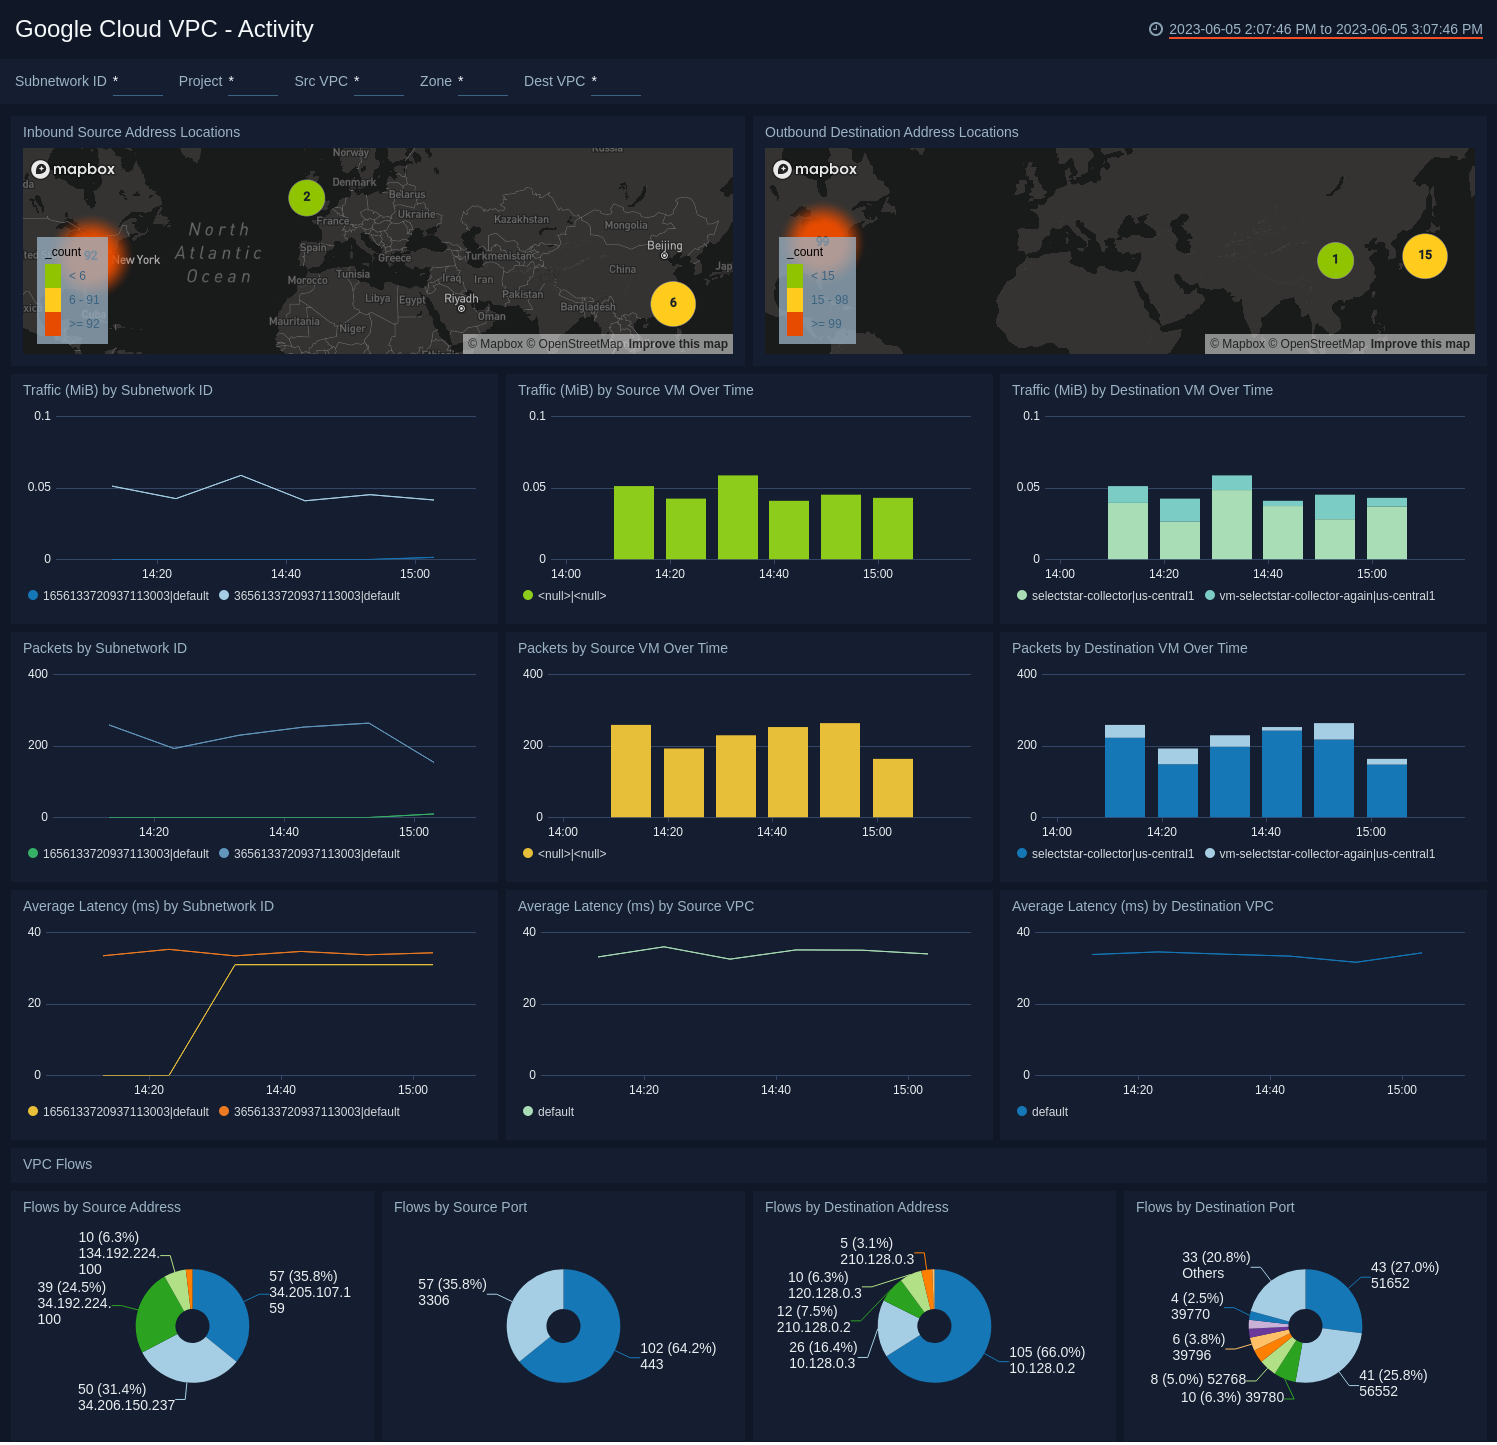 Google Cloud VPC - Activity
2023-06-05 2:07:46 PM to 2023-06-05 3:07:46 PM
Subnetwork ID * Project * Src VPC * Zone * Dest VPC *
Inbound Source Address Locations
mapbox
Norway
Denmark
Belarus
Ukraine
France
Spain
Greece
Morocco
Tunisia
Libya
Egypt
Mauritania
Niger
Kazakhstan
Mongolia
Beijing
China
Turkmenistan
Iraq
Iran
Riyadh
Pakistan
Oman
Bangladesh
North
Atlantic
Ocean
New York
Cuba
2
92
6
_count
< 6
6 - 91
>= 92
© Mapbox © OpenStreetMap Improve this map
Outbound Destination Address Locations
mapbox
Russia
99
1
15
_count
< 15
15 - 98
>= 99
© Mapbox © OpenStreetMap Improve this map
Traffic (MiB) by Subnetwork ID
0.1
0.05
0
14:20 14:40 15:00
1656133720937113003|default 3656133720937113003|default
Traffic (MiB) by Source VM Over Time
0.1
0.05
0
14:00 14:20 14:40 15:00
<null>|<null>
Traffic (MiB) by Destination VM Over Time
0.1
0.05
0
14:00 14:20 14:40 15:00
selectstar-collector|us-central1 vm-selectstar-collector-again|us-central1
Packets by Subnetwork ID
400
200
0
14:20 14:40 15:00
1656133720937113003|default 3656133720937113003|default
Packets by Source VM Over Time
400
200
0
14:00 14:20 14:40 15:00
<null>|<null>
Packets by Destination VM Over Time
400
200
0
14:00 14:20 14:40 15:00
selectstar-collector|us-central1 vm-selectstar-collector-again|us-central1
Average Latency (ms) by Subnetwork ID
40
20
0
14:20 14:40 15:00
1656133720937113003|default 3656133720937113003|default
Average Latency (ms) by Source VPC
40
20
0
14:20 14:40 15:00
default
Average Latency (ms) by Destination VPC
40
20
0
14:20 14:40 15:00
default
VPC Flows
Flows by Source Address
10 (6.3%)
134.192.224.
100
39 (24.5%)
34.192.224.
100
57 (35.8%)
34.205.107.1
59
50 (31.4%)
34.206.150.237
Flows by Source Port
57 (35.8%)
3306
102 (64.2%)
443
Flows by Destination Address
5 (3.1%)
210.128.0.3
10 (6.3%)
120.128.0.3
12 (7.5%)
210.128.0.2
26 (16.4%)
10.128.0.3
105 (66.0%)
10.128.0.2
Flows by Destination Port
33 (20.8%)
Others
4 (2.5%)
39770
6 (3.8%)
39796
8 (5.0%) 52768
10 (6.3%) 39780
43 (27.0%)
51652
41 (25.8%)
56552